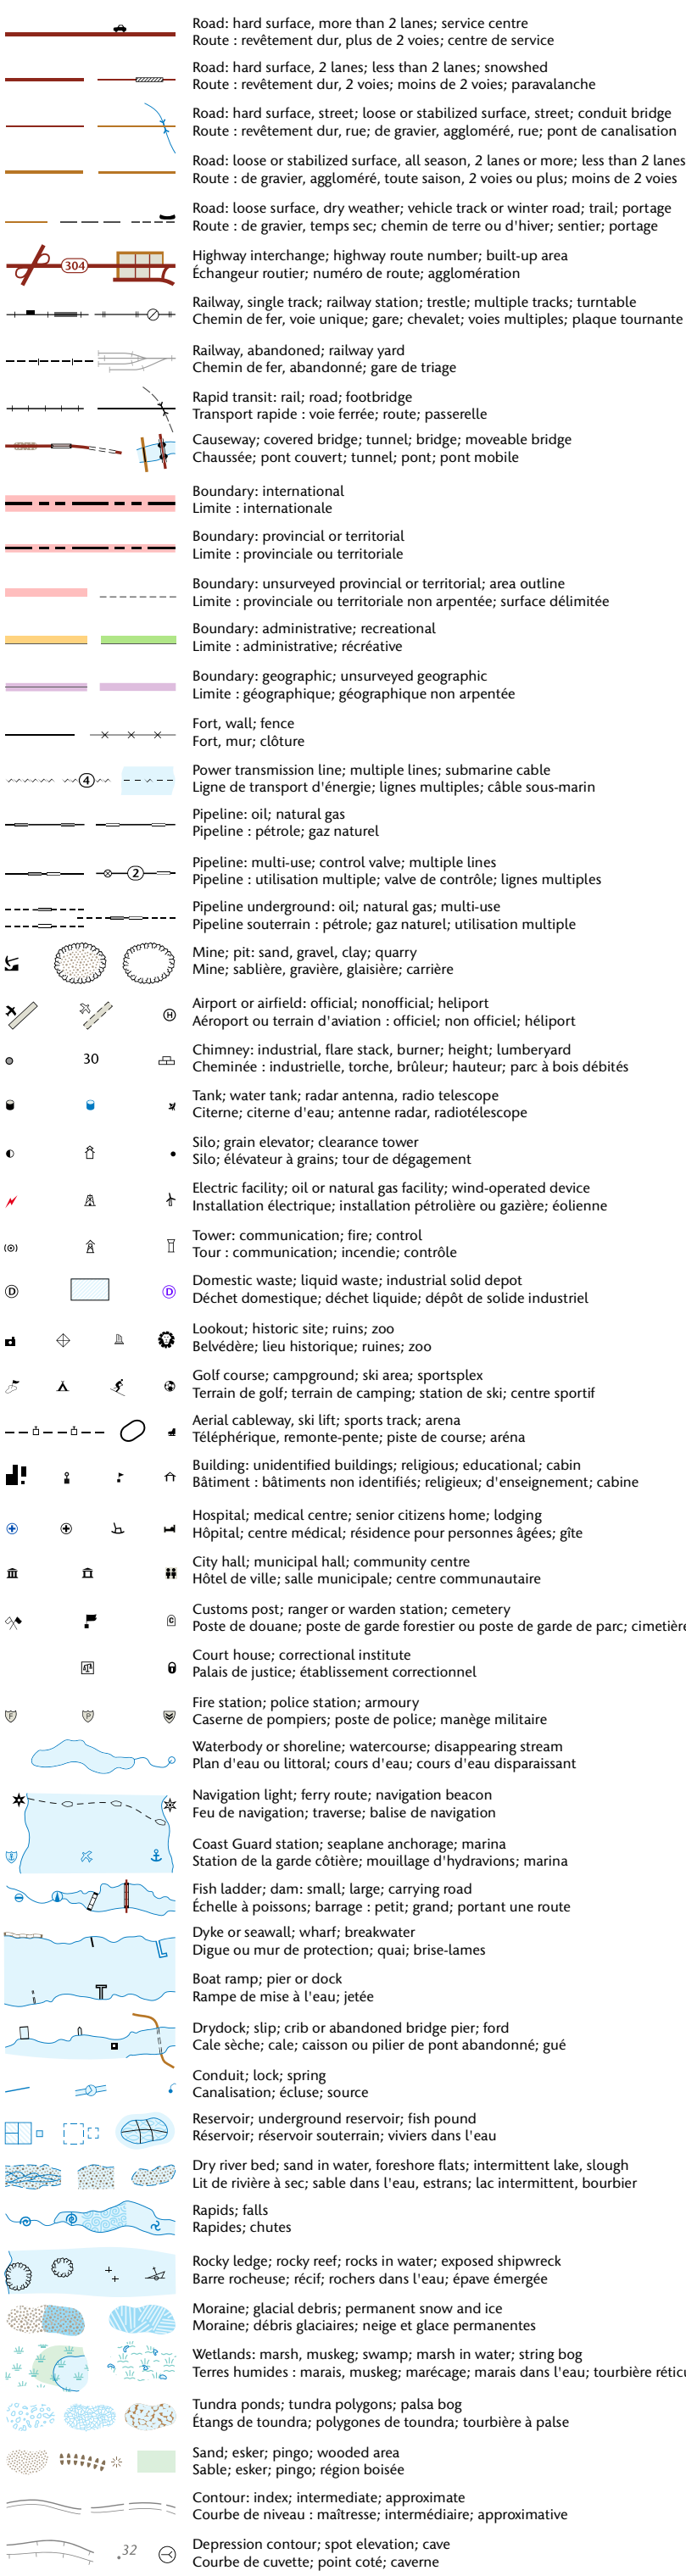 Road: hard surface, more than 2 lanes; service centre
Route : revêtement dur, plus de 2 voies; centre de service
Road: hard surface, 2 lanes; less than 2 lanes; snowshed
Route : revêtement dur, 2 voies; moins de 2 voies; paravalanche
Road: hard surface, street; loose or stabilized surface, street; conduit bridge
Route : revêtement dur, rue; de gravier, aggloméré, rue; pont de canalisation
Road: loose or stabilized surface, all season, 2 lanes or more; less than 2 lanes
Route : de gravier, aggloméré, toute saison, 2 voies ou plus; moins de 2 voies
Road: loose surface, dry weather; vehicle track or winter road; trail; portage
Route : de gravier, temps sec; chemin de terre ou d'hiver; sentier; portage
304
Highway interchange; highway route number; built-up area
Échangeur routier; numéro de route; agglomération
Railway, single track; railway station; trestle; multiple tracks; turntable
Chemin de fer, voie unique; gare; chevalet; voies multiples; plaque tournante
Railway, abandoned; railway yard
Chemin de fer, abandonné; gare de triage
Rapid transit: rail; road; footbridge
Transport rapide : voie ferrée; route; passerelle
Causeway; covered bridge; tunnel; bridge; moveable bridge
Chaussée; pont couvert; tunnel; pont; pont mobile
Boundary: international
Limite : internationale
Boundary: provincial or territorial
Limite : provinciale ou territoriale
Boundary: unsurveyed provincial or territorial; area outline
Limite : provinciale ou territoriale non arpentée; surface délimitée
Boundary: administrative; recreational
Limite : administrative; récréative
Boundary: geographic; unsurveyed geographic
Limite : géographique; géographique non arpentée
Fort, wall; fence
Fort, mur; clôture
4
Power transmission line; multiple lines; submarine cable
Ligne de transport d'énergie; lignes multiples; câble sous-marin
Pipeline: oil; natural gas
Pipeline : pétrole; gaz naturel
2
Pipeline: multi-use; control valve; multiple lines
Pipeline : utilisation multiple; valve de contrôle; lignes multiples
Pipeline underground: oil; natural gas; multi-use
Pipeline souterrain : pétrole; gaz naturel; utilisation multiple
Mine; pit: sand, gravel, clay; quarry
Mine; sablière, gravière, glaisière; carrière
H
Airport or airfield: official; nonofficial; heliport
Aéroport ou terrain d'aviation : officiel; non officiel; héliport
30
Chimney: industrial, flare stack, burner; height; lumberyard
Cheminée : industrielle, torche, brûleur; hauteur; parc à bois débités
Tank; water tank; radar antenna, radio telescope
Citerne; citerne d'eau; antenne radar, radiotélescope
Silo; grain elevator; clearance tower
Silo; élévateur à grains; tour de dégagement
Electric facility; oil or natural gas facility; wind-operated device
Installation électrique; installation pétrolière ou gazière; éolienne
Tower: communication; fire; control
Tour : communication; incendie; contrôle
D D
Domestic waste; liquid waste; industrial solid depot
Déchet domestique; déchet liquide; dépôt de solide industriel
Lookout; historic site; ruins; zoo
Belvédère; lieu historique; ruines; zoo
Golf course; campground; ski area; sportsplex
Terrain de golf; terrain de camping; station de ski; centre sportif
Aerial cableway, ski lift; sports track; arena
Téléphérique, remonte-pente; piste de course; aréna
Building: unidentified buildings; religious; educational; cabin
Bâtiment : bâtiments non identifiés; religieux; d'enseignement; cabine
Hospital; medical centre; senior citizens home; lodging
Hôpital; centre médical; résidence pour personnes âgées; gîte
City hall; municipal hall; community centre
Hôtel de ville; salle municipale; centre communautaire
C
Customs post; ranger or warden station; cemetery
Poste de douane; poste de garde forestier ou poste de garde de parc; cimetière
Court house; correctional institute
Palais de justice; établissement correctionnel
F P
Fire station; police station; armoury
Caserne de pompiers; poste de police; manège militaire
Waterbody or shoreline; watercourse; disappearing stream
Plan d'eau ou littoral; cours d'eau; cours d'eau disparaissant
Navigation light; ferry route; navigation beacon
Feu de navigation; traverse; balise de navigation
Coast Guard station; seaplane anchorage; marina
Station de la garde côtière; mouillage d'hydravions; marina
Fish ladder; dam: small; large; carrying road
Échelle à poissons; barrage : petit; grand; portant une route
Dyke or seawall; wharf; breakwater
Digue ou mur de protection; quai; brise-lames
Boat ramp; pier or dock
Rampe de mise à l'eau; jetée
Drydock; slip; crib or abandoned bridge pier; ford
Cale sèche; cale; caisson ou pilier de pont abandonné; gué
Conduit; lock; spring
Canalisation; écluse; source
Reservoir; underground reservoir; fish pound
Réservoir; réservoir souterrain; viviers dans l'eau
Dry river bed; sand in water, foreshore flats; intermittent lake, slough
Lit de rivière à sec; sable dans l'eau, estrans; lac intermittent, bourbier
Rapids; falls
Rapides; chutes
Rocky ledge; rocky reef; rocks in water; exposed shipwreck
Barre rocheuse; récif; rochers dans l'eau; épave émergée
Moraine; glacial debris; permanent snow and ice
Moraine; débris glaciaires; neige et glace permanentes
Wetlands: marsh, muskeg; swamp; marsh in water; string bog
Terres humides : marais, muskeg; marécage; marais dans l'eau; tourbière
Tundra ponds; tundra polygons; palsa bog
Étangs de toundra; polygones de toundra; tourbière à palse
Sand; esker; pingo; wooded area
Sable; esker; pingo; région boisée
Contour: index; intermediate; approximate
Courbe de niveau : maîtresse; intermédiaire; approximative
.32
Depression contour; spot elevation; cave
Courbe de cuvette; point coté; caverne